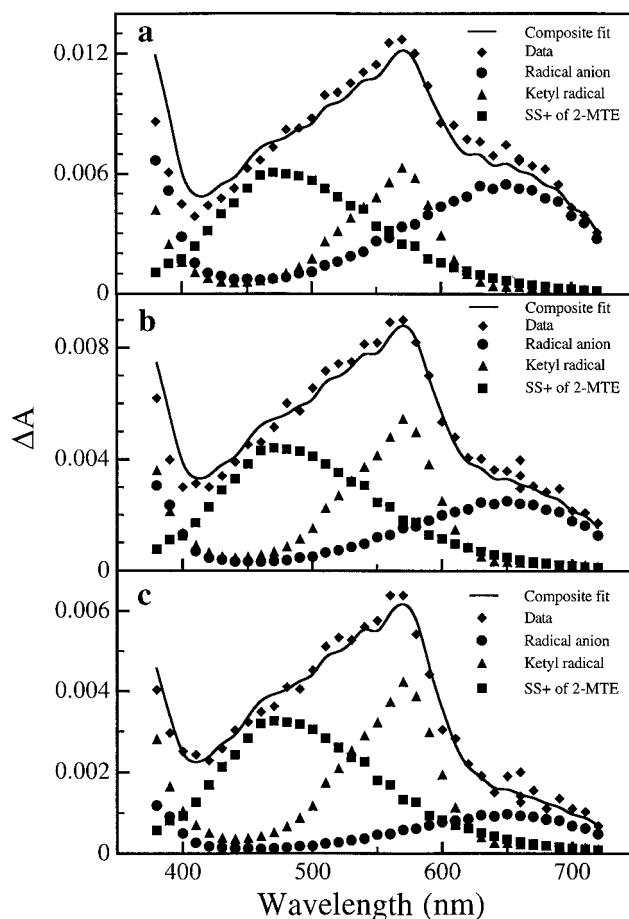 a
Composite fit
Data
Radical anion
Ketyl radical
SS+ of 2-MTE
0.012
0.006
0
b
Composite fit
Data
Radical anion
Ketyl radical
SS+ of 2-MTE
0.008
0.004
0
ΔA
c
Composite fit
Data
Radical anion
Ketyl radical
SS+ of 2-MTE
0.006
0.004
0.002
0
400 500 600 700
Wavelength (nm)